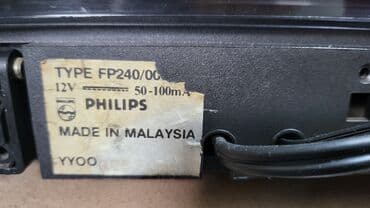 TYPE FP240/00
12V 50-100mA
PHILIPS
MADE IN MALAYSIA
YYOO